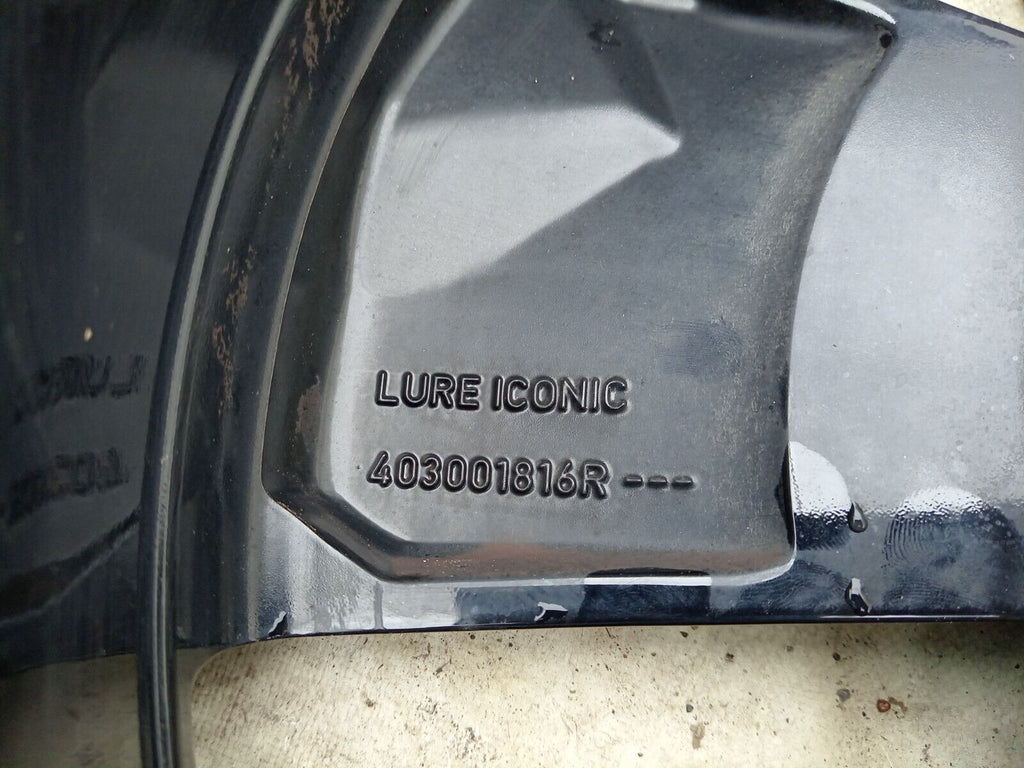 LURE ICONIC
403001816R ---